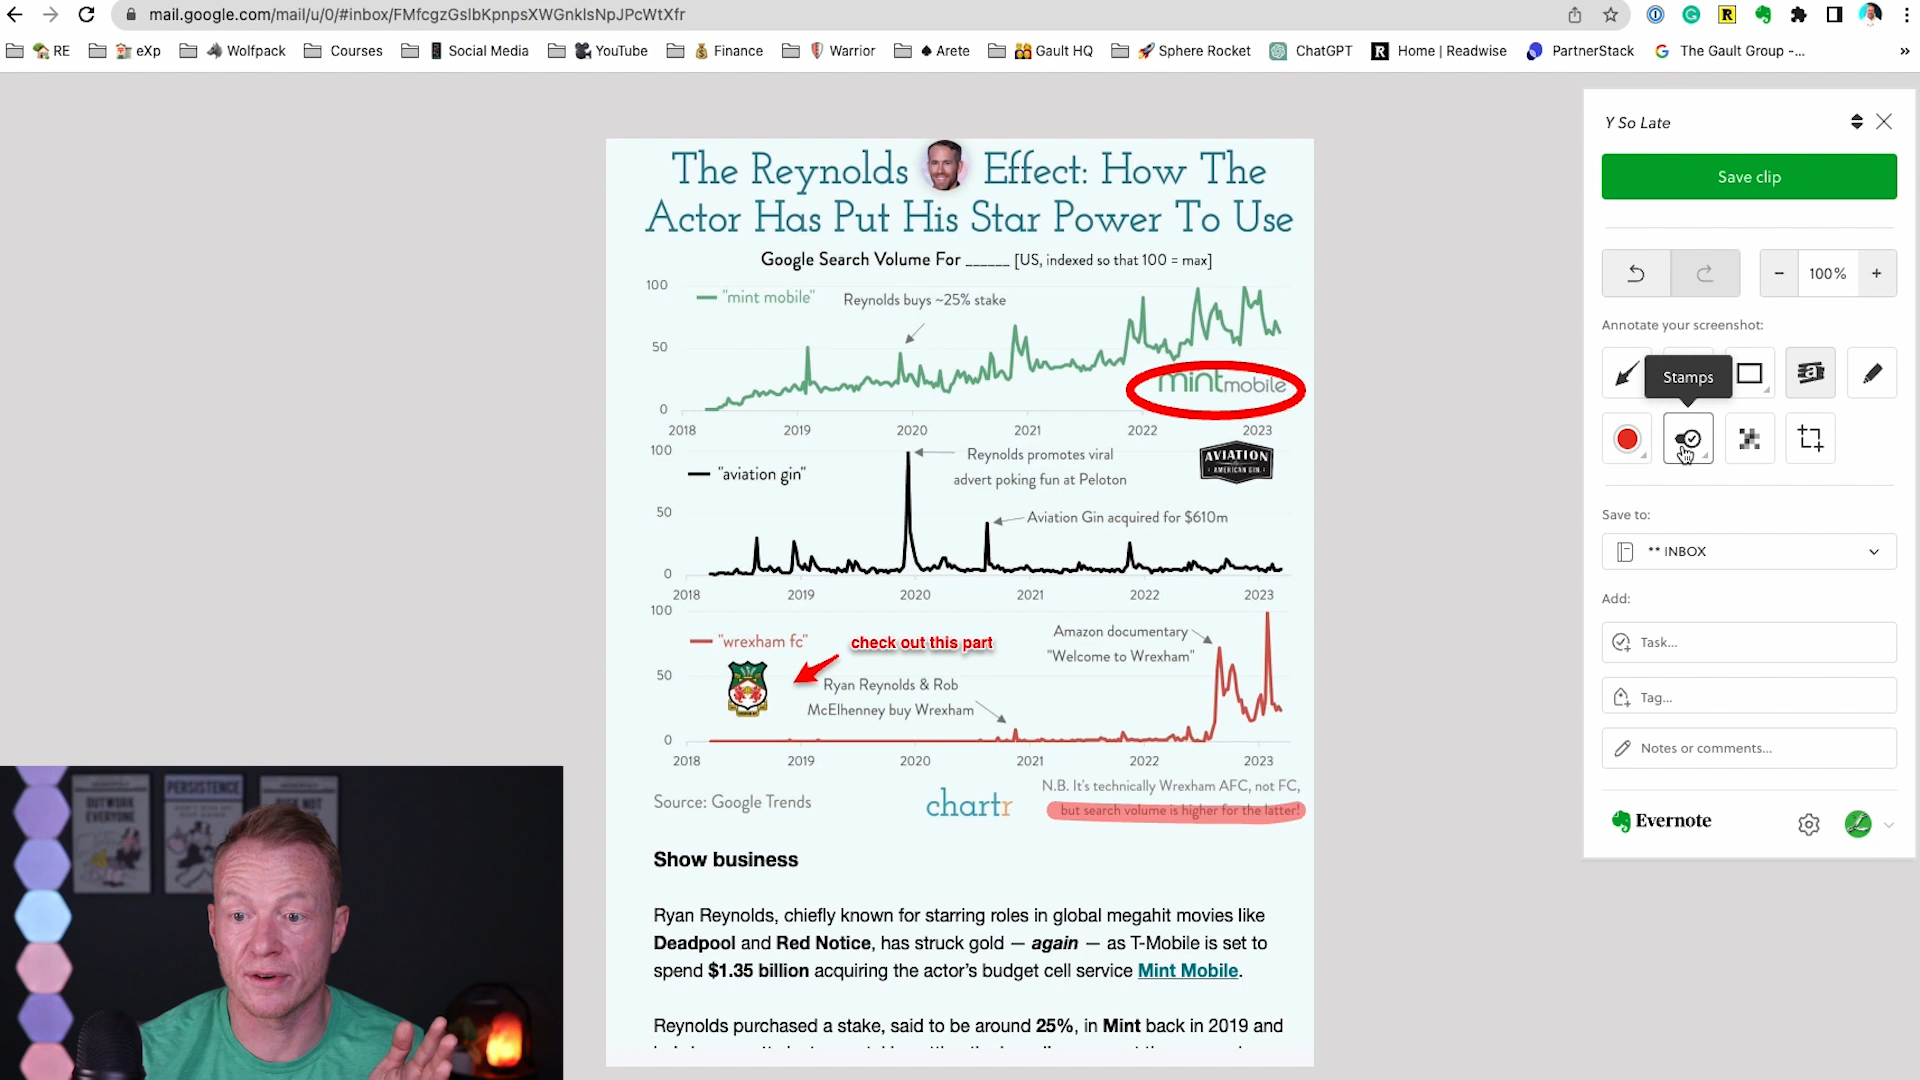 mail.google.com/mail/u/0/#inbox/FMfcgzGslbKpnpsXWGnklsNpJPcWtXfr
RE
eXp
Wolfpack
Courses
Social Media
YouTube
Finance
Warrior
Arete
Gault HQ
Sphere Rocket
ChatGPT
Home | Readwise
PartnerStack
The Gault Group -...
»
The Reynolds Effect: How The
Actor Has Put His Star Power To Use
Google Search Volume For ______ [US, indexed so that 100 = max]
100
50
0
"mint mobile"
Reynolds buys ~25% stake
mintmobile
2018 2019 2020 2021 2022 2023
100
50
0
"aviation gin"
Reynolds promotes viral
advert poking fun at Peloton
AVIATION
AMERICAN GIN
Aviation Gin acquired for $610m
2018 2019 2020 2021 2022 2023
100
50
0
"wrexham fc"
check out this part
Ryan Reynolds & Rob
McElhenney buy Wrexham
Amazon documentary
"Welcome to Wrexham"
2018 2019 2020 2021 2022 2023
Source: Google Trends
chartr
N.B. It's technically Wrexham AFC, not FC,
but search volume is higher for the latter!
Show business
Ryan Reynolds, chiefly known for starring roles in global megahit movies like
Deadpool and Red Notice, has struck gold — again — as T-Mobile is set to
spend $1.35 billion acquiring the actor's budget cell service Mint Mobile.
Reynolds purchased a stake, said to be around 25%, in Mint back in 2019 and
Y So Late
Save clip
100%
Annotate your screenshot:
Stamps
a
Save to:
** INBOX
Add:
Task...
Tag...
Notes or comments...
Evernote
OUTWORK
EVERYONE
PERSISTENCE